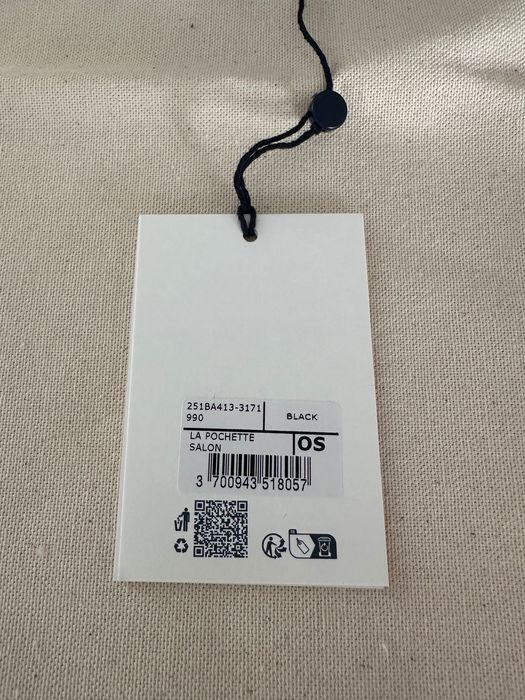 251BA413-3171
990
BLACK
LA POCHETTE
SALON
OS
3 700943 518057